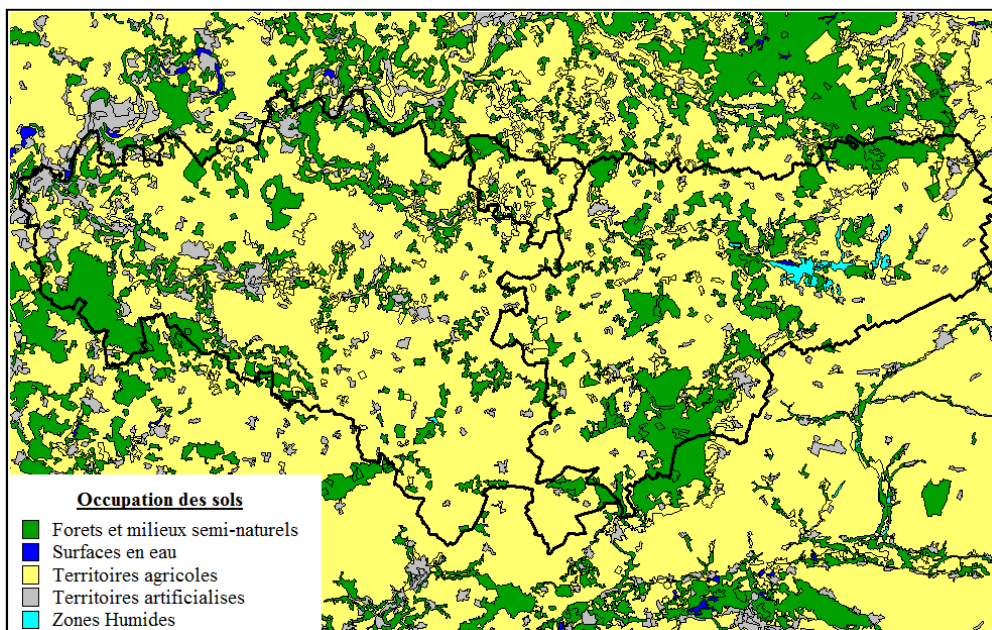 Occupation des sols
Forets et milieux semi-naturels
Surfaces en eau
Territoires agricoles
Territoires artificialises
Zones Humides